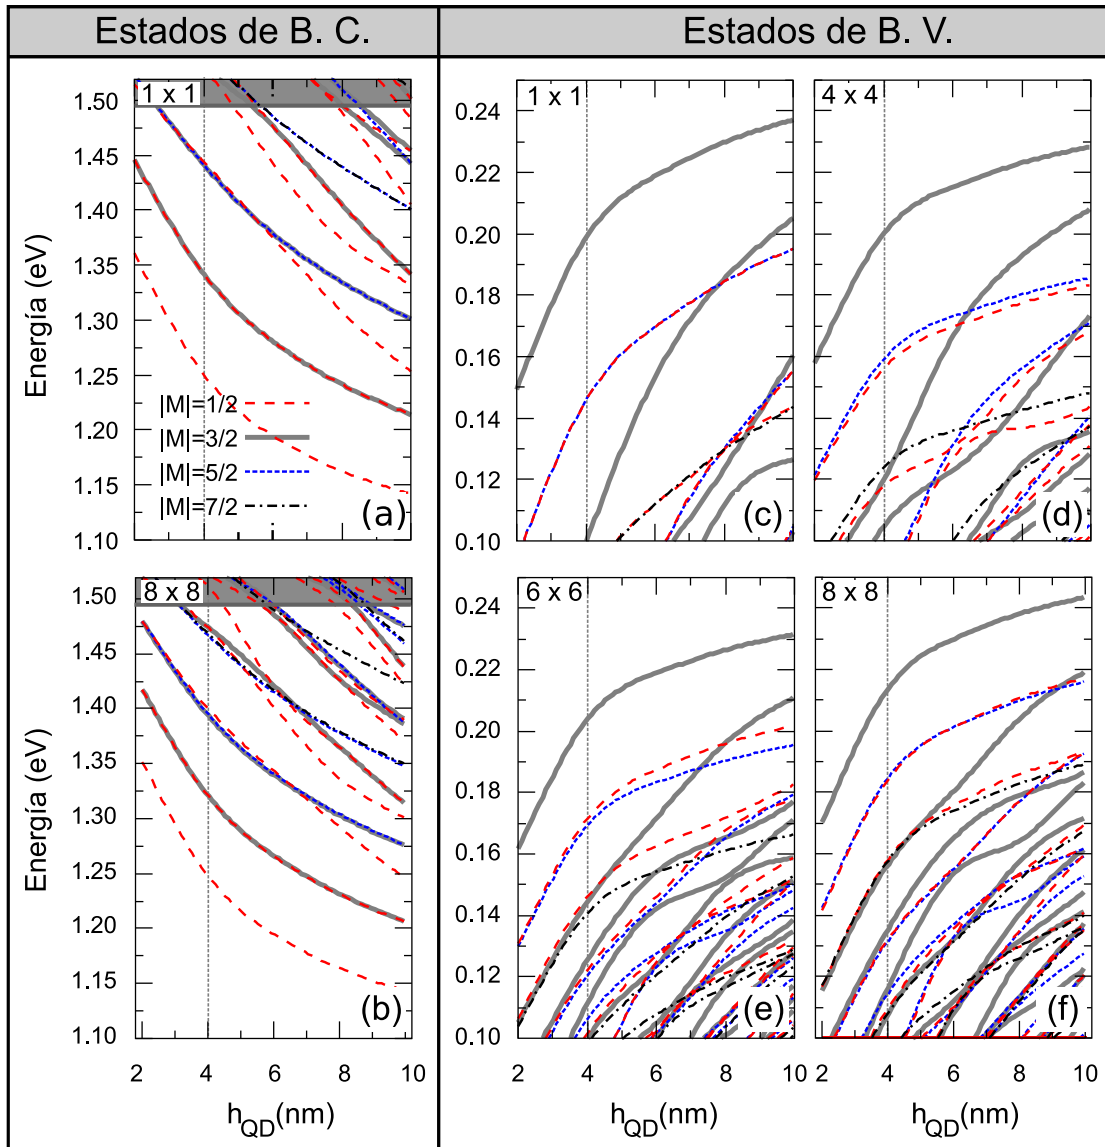 Estados de B. C.
Estados de B. V.
Energía (eV)
1.50
1.45
1.40
1.35
1.30
1.25
1.20
1.15
1.10
1 x 1
|M|=1/2
|M|=3/2
|M|=5/2
|M|=7/2
(a)
0.24
0.22
0.20
0.18
0.16
0.14
0.12
0.10
1 x 1
(c)
4 x 4
(d)
Energía (eV)
1.50
1.45
1.40
1.35
1.30
1.25
1.20
1.15
1.10
8 x 8
(b)
2 4 6 8 10
hQD(nm)
0.24
0.22
0.20
0.18
0.16
0.14
0.12
0.10
6 x 6
(e)
2 4 6 8 10
hQD(nm)
8 x 8
(f)
2 4 6 8 10
hQD(nm)